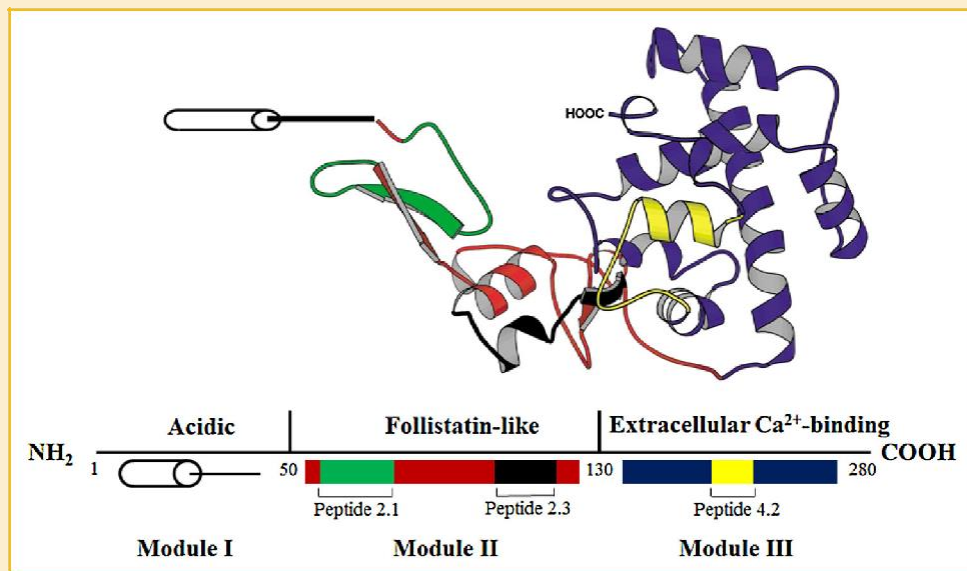 HOOC
Acidic Follistatin-like Extracellular Ca²⁺-binding
NH₂ COOH
1 50 130 280
Peptide 2.1 Peptide 2.3 Peptide 4.2
Module I Module II Module III